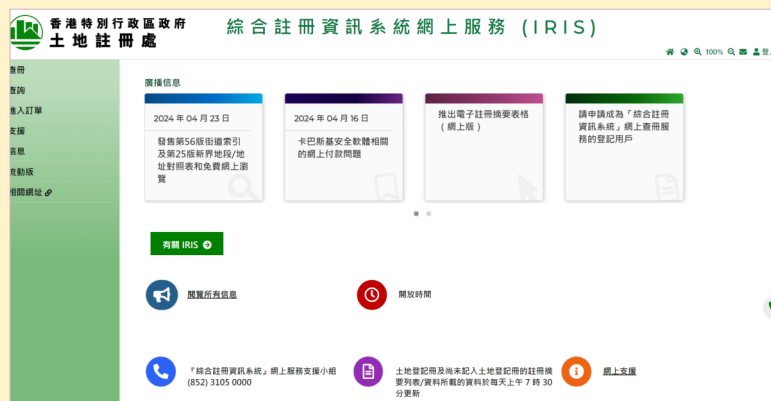 香港特別行政區政府
土地註冊處
綜合註冊資訊系統網上服務 (IRIS)
100%
查冊
查詢
進入訂單
支援
信息
流動版
相關網址
廣播信息
2024 年 04 月 23 日
發售第56版街道索引
及第25版新界地段/地
址對照表和免費網上瀏
覽
2024 年 04 月 16 日
卡巴斯基安全軟體相關
的網上付款問題
推出電子註冊摘要表格
(網上版)
請申請成為「綜合註冊
資訊系統」網上查冊服
務的登記用戶
有關 IRIS
閱覽所有信息
開放時間
『綜合註冊資訊系統』網上服務支援小組
(852) 3105 0000
土地登記冊及尚未記入土地登記冊的註冊摘
要列表/資料所載的資料於每天上午 7 時 30
分更新
網上支援